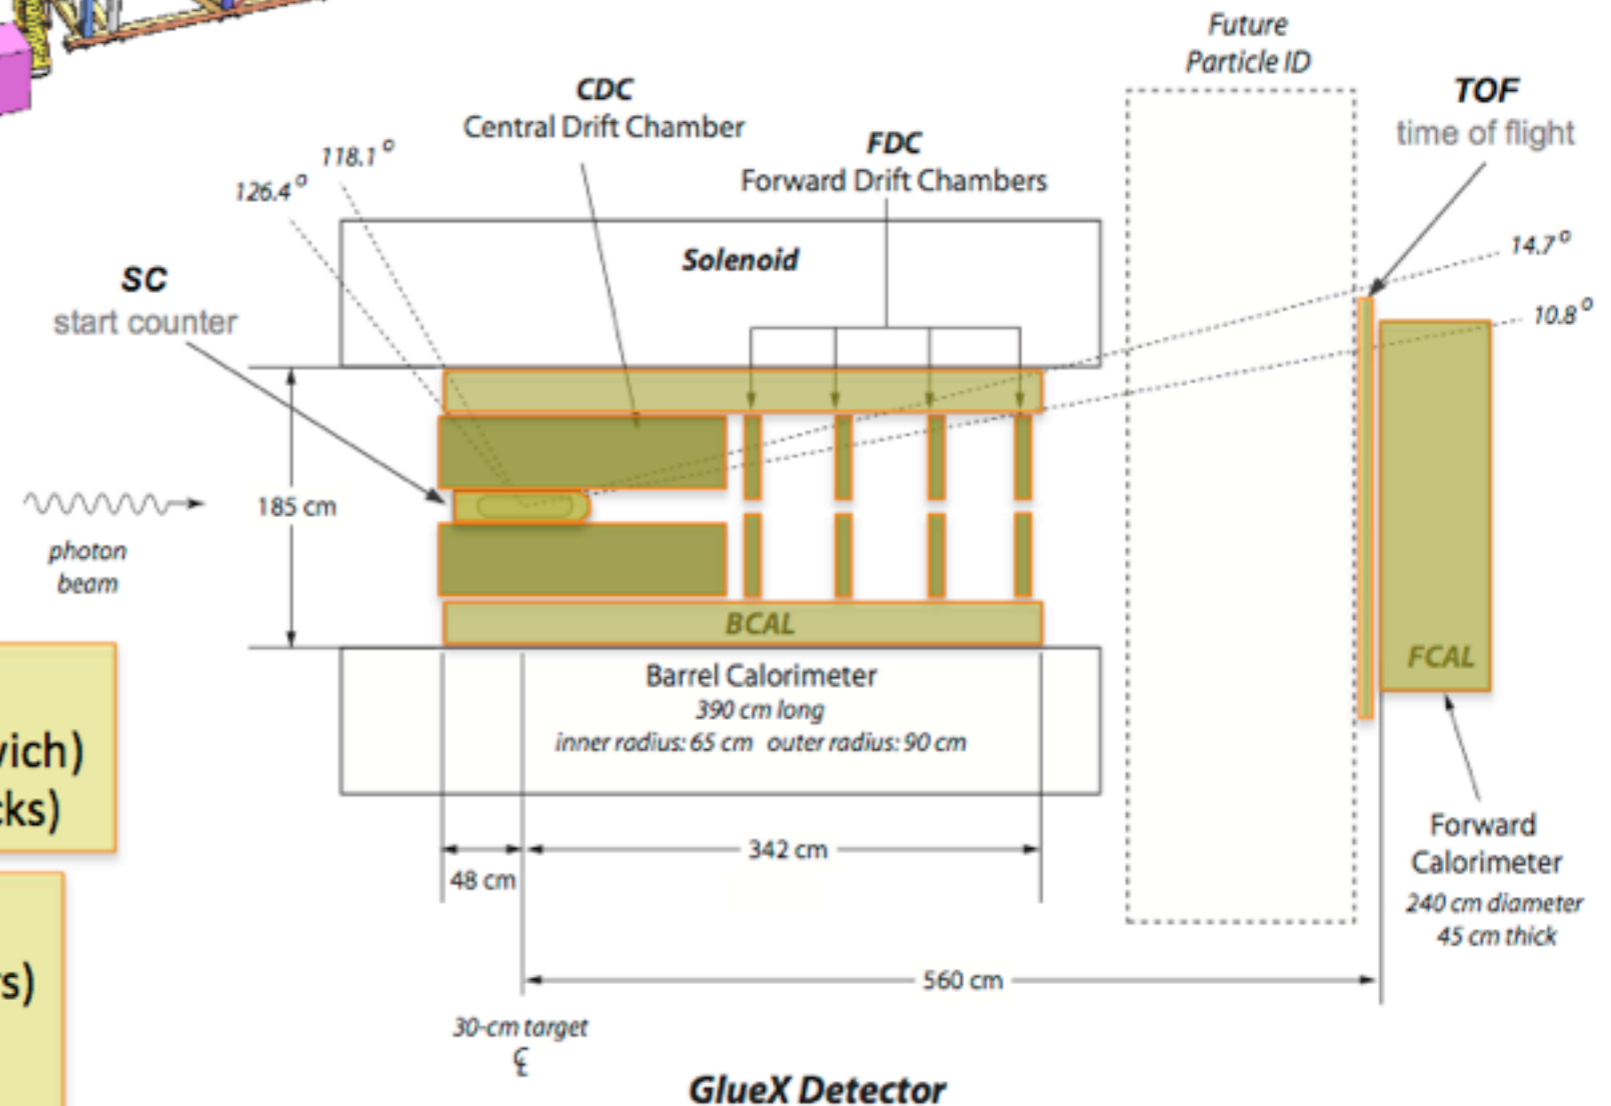 Future
Particle ID
CDC
Central Drift Chamber
TOF
time of flight
FDC
Forward Drift Chambers
118.1°
126.4°
Solenoid
14.7°
SC
start counter
10.8°
185 cm
photon
beam
BCAL
FCAL
Barrel Calorimeter
390 cm long
inner radius: 65 cm outer radius: 90 cm
Forward
Calorimeter
240 cm diameter
45 cm thick
342 cm
48 cm
560 cm
30-cm target
℄
GlueX Detector